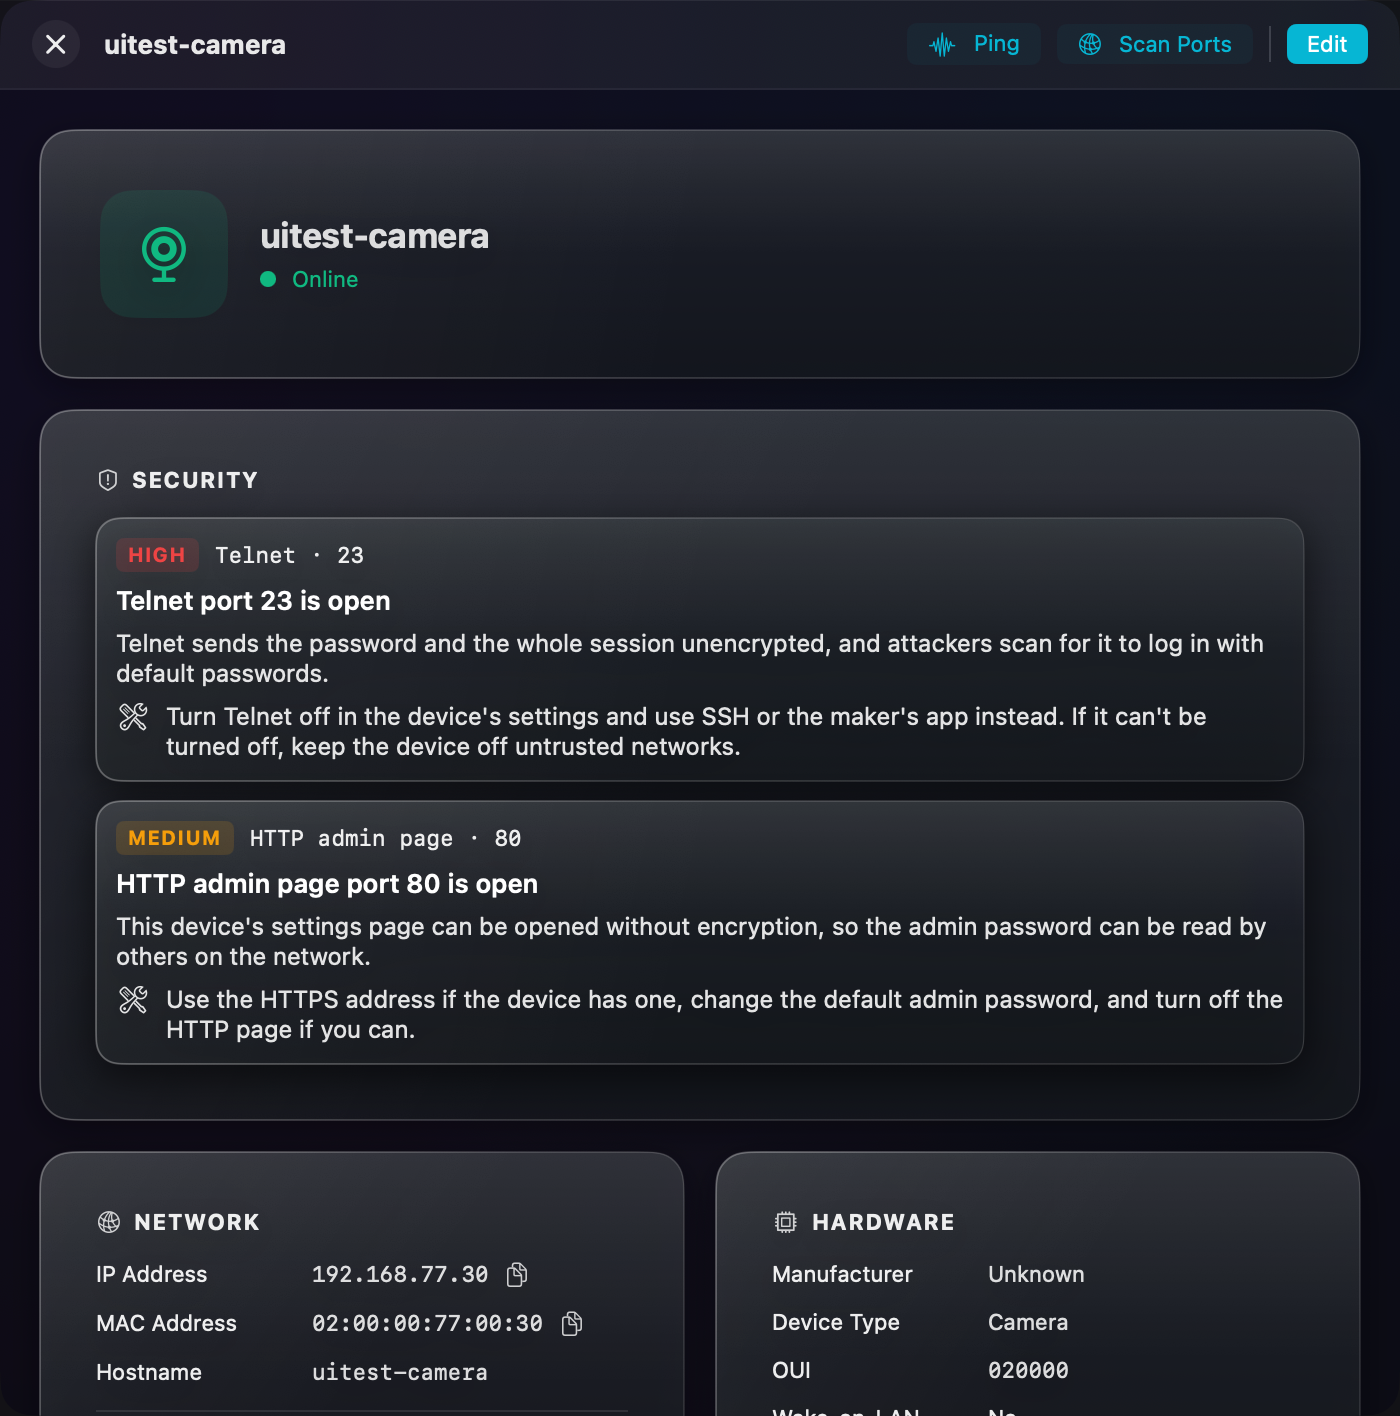 uitest-camera
Ping
Scan Ports
Edit
uitest-camera
Online
SECURITY
HIGH Telnet · 23
Telnet port 23 is open
Telnet sends the password and the whole session unencrypted, and attackers scan for it to log in with
default passwords.
Turn Telnet off in the device's settings and use SSH or the maker's app instead. If it can't be
turned off, keep the device off untrusted networks.
MEDIUM HTTP admin page · 80
HTTP admin page port 80 is open
This device's settings page can be opened without encryption, so the admin password can be read by
others on the network.
Use the HTTPS address if the device has one, change the default admin password, and turn off the
HTTP page if you can.
NETWORK
IP Address 192.168.77.30
MAC Address 02:00:00:77:00:30
Hostname uitest-camera
HARDWARE
Manufacturer Unknown
Device Type Camera
OUI 020000
Wake-on-LAN No